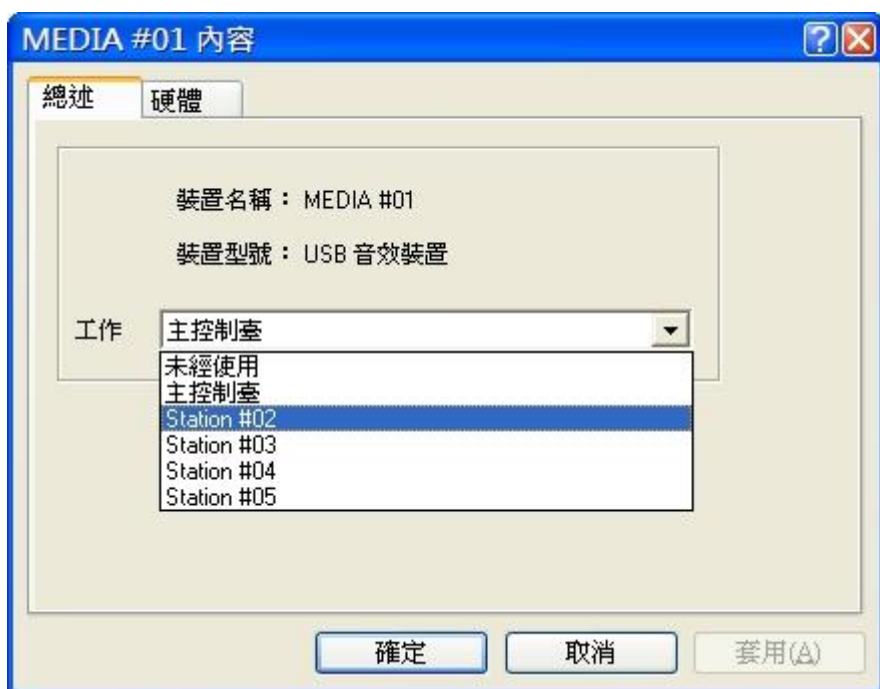 MEDIA #01 內容
總述 硬體
裝置名稱： MEDIA #01
裝置型號： USB 音效裝置
工作 主控制臺
未經使用
主控制臺
Station #02
Station #03
Station #04
Station #05
確定 取消 套用(A)